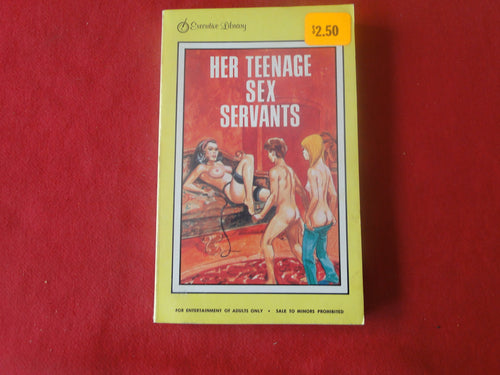 Executive Library
$2.50
HER TEENAGE
SEX
SERVANTS
FOR ENTERTAINMENT OF ADULTS ONLY • SALE TO MINORS PROHIBITED